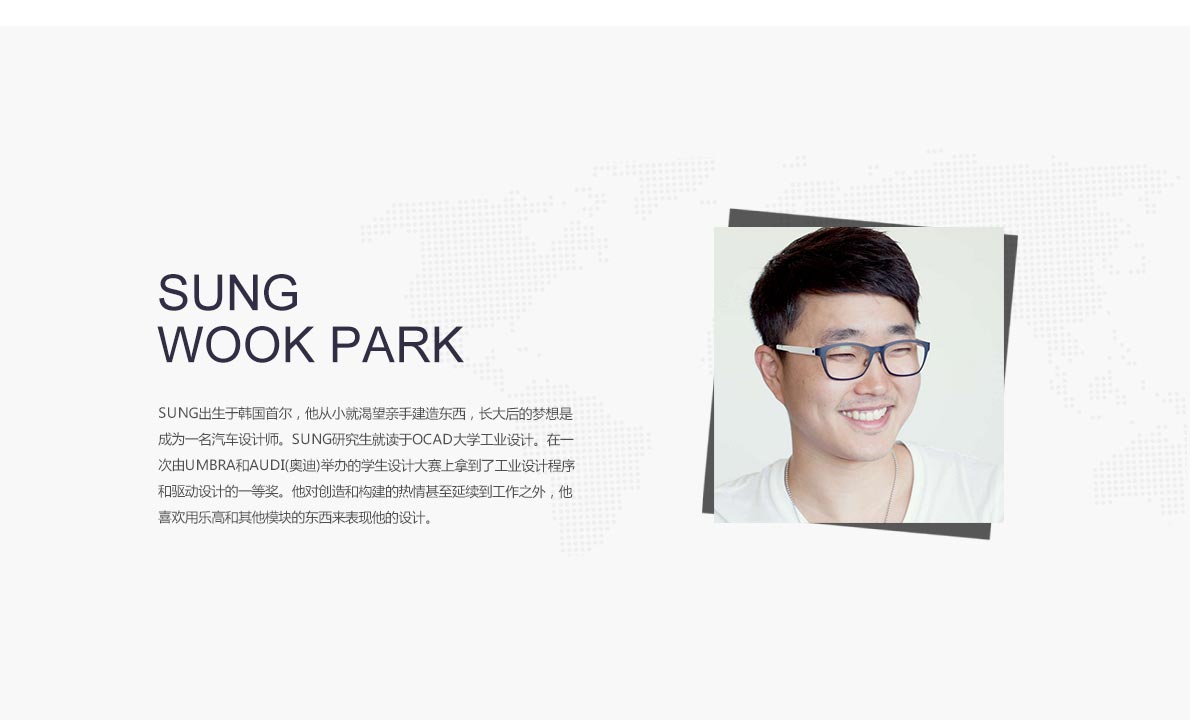 SUNG
WOOK PARK
SUNG出生于韩国首尔，他从小就渴望亲手建造东西，长大后的梦想是
成为一名汽车设计师。SUNG研究生就读于OCAD大学工业设计。在一
次由UMBRA和AUDI(奥迪)举办的学生设计大赛上拿到了工业设计程序
和驱动设计的一等奖。他对创造和构建的热情甚至延续到工作之外，他
喜欢用乐高和其他模块的东西来表现他的设计。